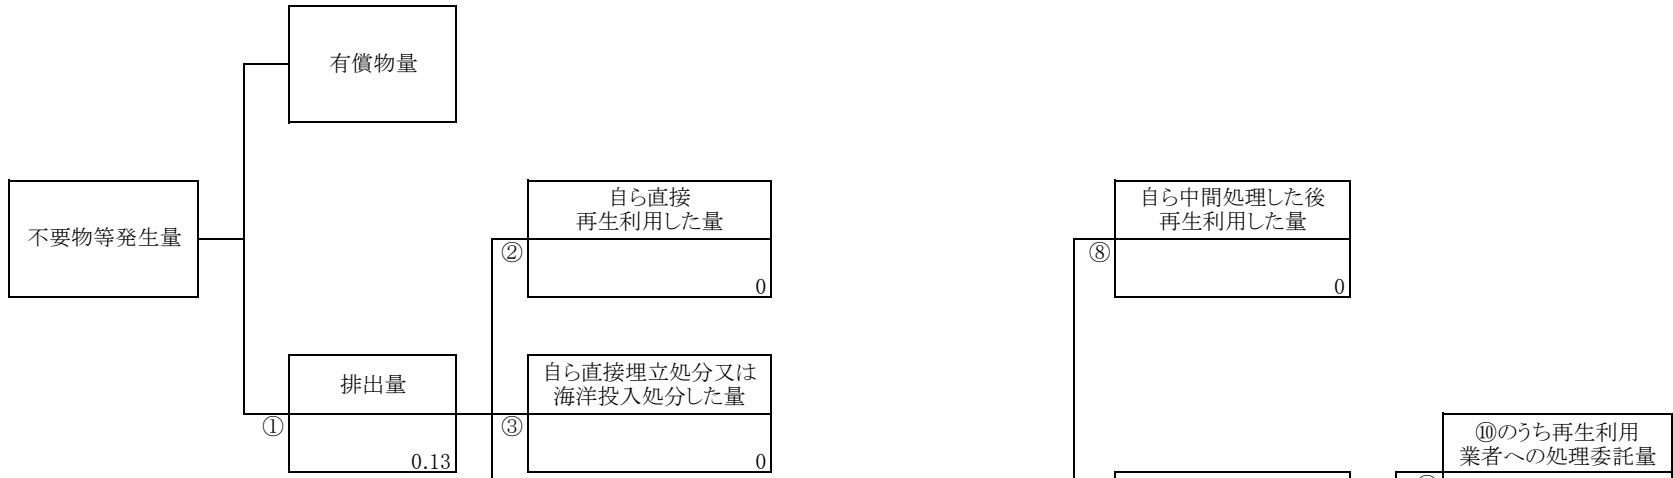 有償物量
不要物等発生量
自ら直接
再生利用した量
②
0
自ら中間処理した後
再生利用した量
⑧
0
排出量
①
0.13
自ら直接埋立処分又は
海洋投入処分した量
③
0
⑩のうち再生利用
業者への処理委託量